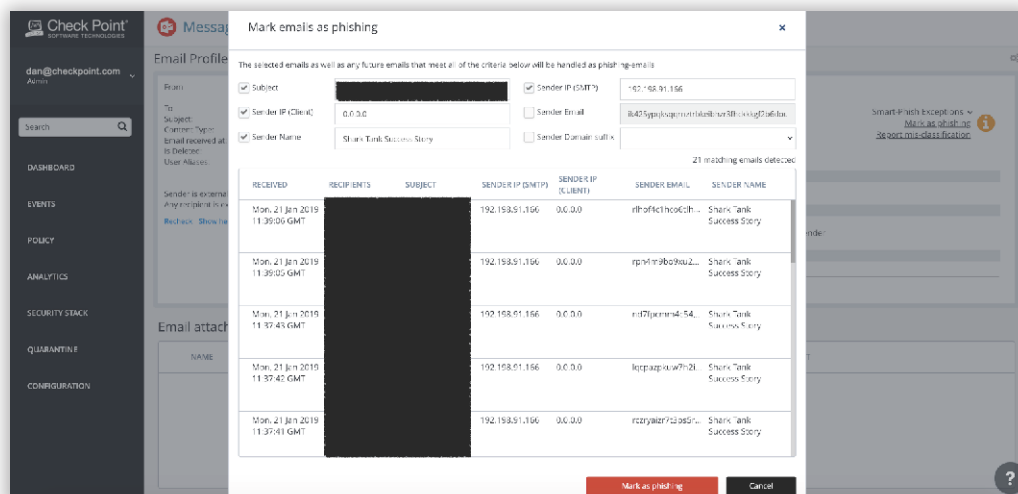 Check Point
SOFTWARE TECHNOLOGIES
dan@checkpoint.com
Admin
Search
DASHBOARD
EVENTS
POLICY
ANALYTICS
SECURITY STACK
QUARANTINE
CONFIGURATION
Messa
Email Profile
From
To
Subject:
Content Type:
Email received at
Is Deleted:
User Aliases:
Sender is external
Any recipient is ex
Recheck
Email attach
NAME
Mark emails as phishing
×
The selected emails as well as any future emails that meet all of the criteria below will be handled as phishing-emails
Subject
Sender IP (SMTP)
192.198.91.166
Sender IP (Client)
0.0.0.0
Sender Email
Sender Name
Shark Tank Success Story
Sender Domain suffix
21 matching emails detected
RECEIVED RECIPIENTS SUBJECT SENDER IP (SMTP) SENDER IP (CLIENT) SENDER EMAIL SENDER NAME
Mon, 21 Jan 2019 192.198.91.166 0.0.0.0 Shark Tank
11:39:06 GMT Success Story
Mon, 21 Jan 2019 192.198.91.166 0.0.0.0 Shark Tank
11:39:05 GMT Success Story
Mon, 21 Jan 2019 192.198.91.166 0.0.0.0 Shark Tank
11:37:43 GMT Success Story
Mon, 21 Jan 2019 192.198.91.166 0.0.0.0 Shark Tank
11:37:42 GMT Success Story
Mon, 21 Jan 2019 192.198.91.166 0.0.0.0 Shark Tank
11:37:41 GMT Success Story
Mark as phishing Cancel
Smart-Phish Exceptions
Mark as phishing
Report mis-classification
i
ender
?